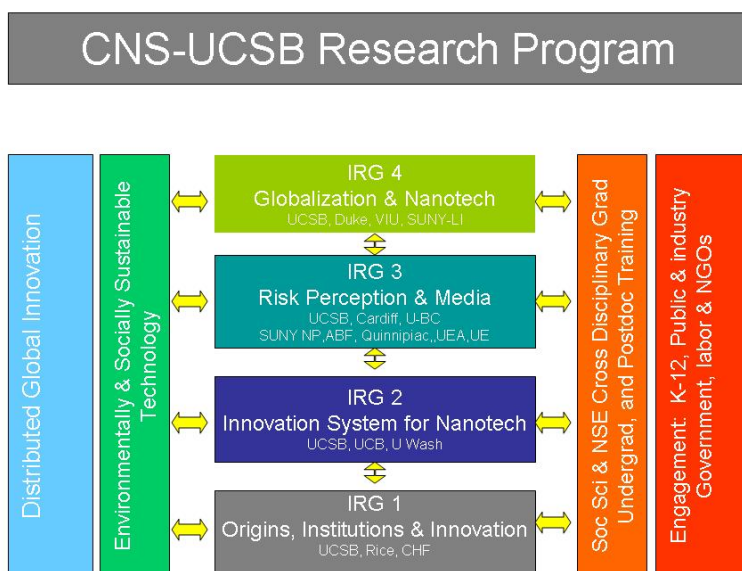 CNS-UCSB Research Program
Distributed Global Innovation
Environmentally & Socially Sustainable
Technology
IRG 4
Globalization & Nanotech
UCSB, Duke, VIU, SUNY-LI
IRG 3
Risk Perception & Media
UCSB, Cardiff, U-BC
SUNY NP,ABF, Quinnipiac,,UEA,UE
IRG 2
Innovation System for Nanotech
UCSB, UCB, U Wash
IRG 1
Origins, Institutions & Innovation
UCSB, Rice, CHF
Soc Sci & NSE Cross Disciplinary Grad
Undergrad, and Postdoc Training
Engagement: K-12, Public & industry
Government, labor & NGOs